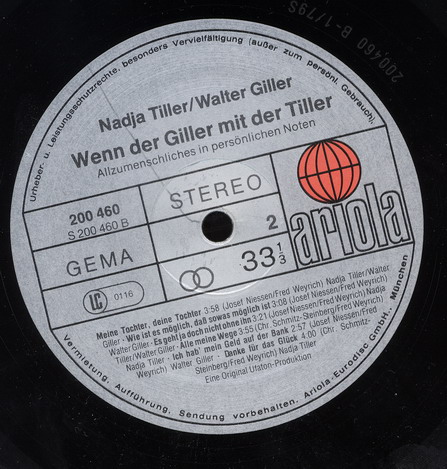 Urheber- u. Leistungsschutzrechte, besonders Vervielfältigung (außer zum persönl. Gebrauch),
200,460 B-1/79S
Nadja Tiller/Walter Giller
Wenn der Giller mit der Tiller
Allzumenschliches in persönlichen Noten
200 460
S 200 460 B
STEREO
GEMA
2
33 1/3
LC 0116
ariola
Meine Tochter, deine Tochter 3:58 (Josef Niessen/Fred Weyrich) Nadja Tiller/Walter
Giller - Wie ist es möglich, daß sowas möglich ist 3:08 (Josef Niessen/Fred Weyrich)
Walter Giller - Es geht ja doch nicht ohne ihn 3:21 (Josef Niessen/Fred Weyrich) Nadja
Tiller/Walter Giller - Alle meine Wege 3:55 (Chr. Schmitz-Steinberg/Fred Weyrich)
Nadja Tiller - Ich hab' mein Geld auf der Bank 2:57 (Josef Niessen/Fred
Weyrich) Walter Giller - Danke für das Glück 4:00 (Chr. Schmitz-
Steinberg/Fred Weyrich) Nadja Tiller
Eine Original Utaton-Produktion
Vermietung, Aufführung, Sendung vorbehalten. Ariola-Eurodisc GmbH., München